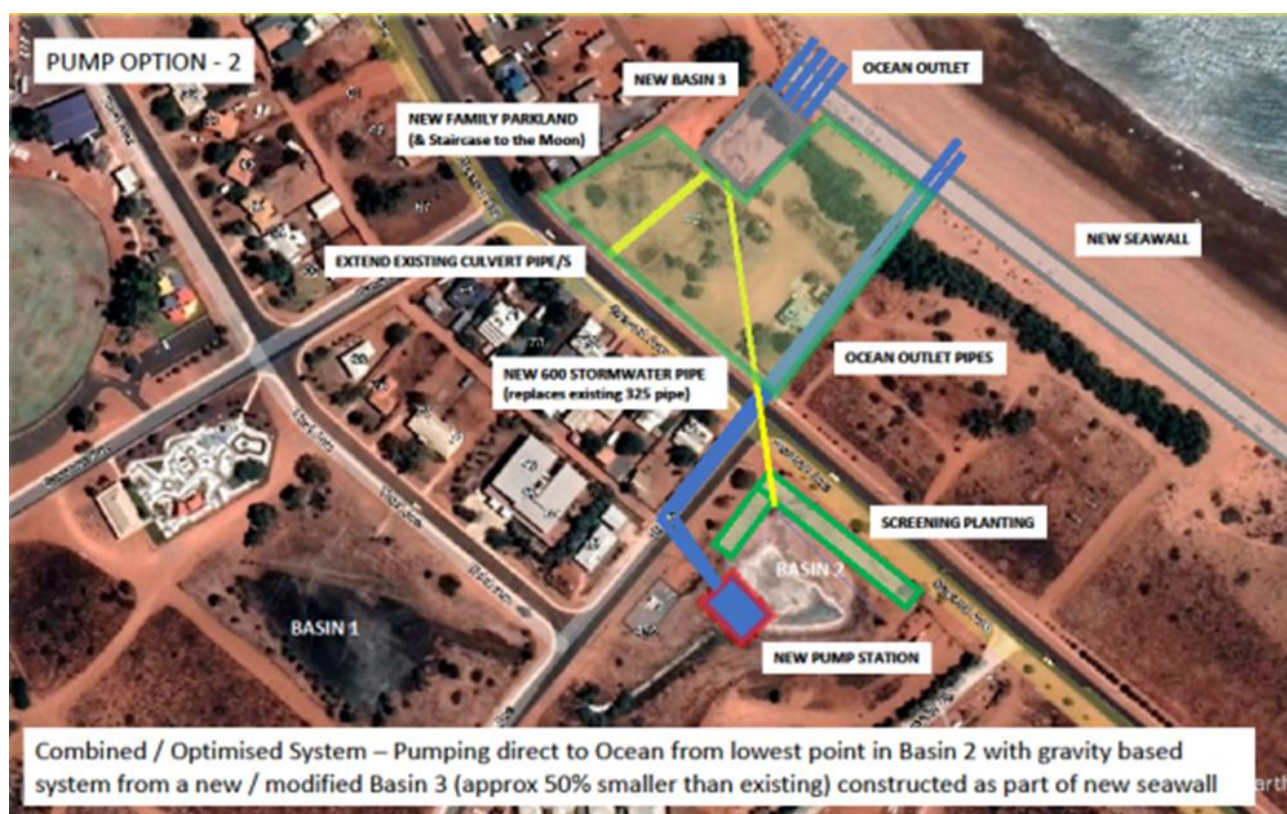 PUMP OPTION - 2
OCEAN OUTLET
NEW BASIN 3
NEW FAMILY PARKLAND
(& Staircase to the Moon)
NEW SEAWALL
EXTEND EXISTING CULVERT PIPE/S
OCEAN OUTLET PIPES
NEW 600 STORMWATER PIPE
(replaces existing 325 pipe)
SCREENING PLANTING
BASIN 2
BASIN 1
NEW PUMP STATION
Combined / Optimised System – Pumping direct to Ocean from lowest point in Basin 2 with gravity based
system from a new / modified Basin 3 (approx 50% smaller than existing) constructed as part of new seawall